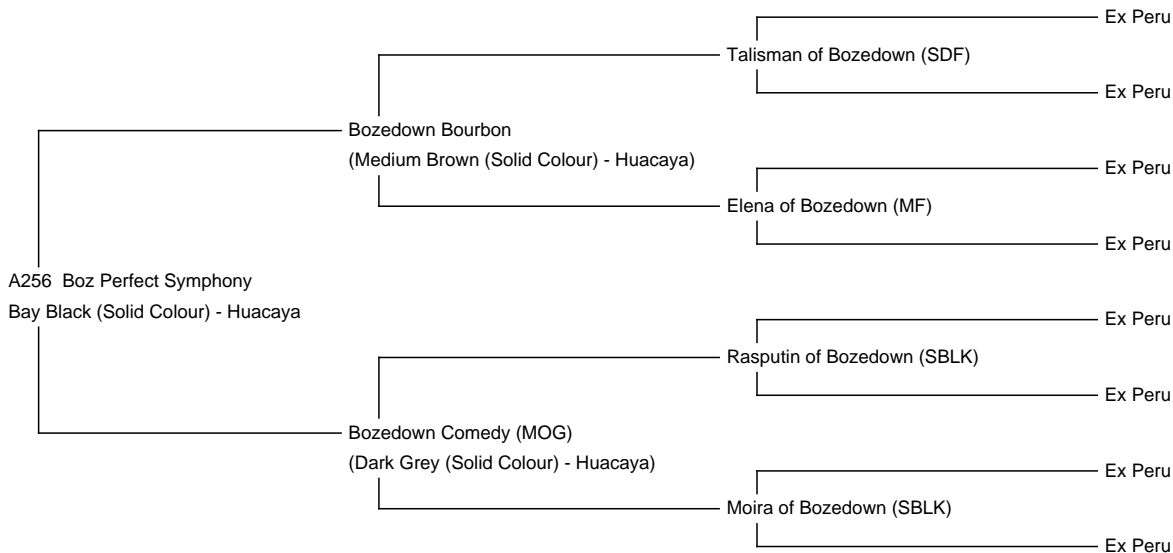 Ex Peru
Talisman of Bozedown (SDF)
Ex Peru
Bozedown Bourbon
(Medium Brown (Solid Colour) - Huacaya)
Ex Peru
Elena of Bozedown (MF)
Ex Peru
A256  Boz Perfect Symphony
Bay Black (Solid Colour) - Huacaya
Ex Peru
Rasputin of Bozedown (SBLK)
Ex Peru
Bozedown Comedy (MOG)
(Dark Grey (Solid Colour) - Huacaya)
Ex Peru
Moira of Bozedown (SBLK)
Ex Peru